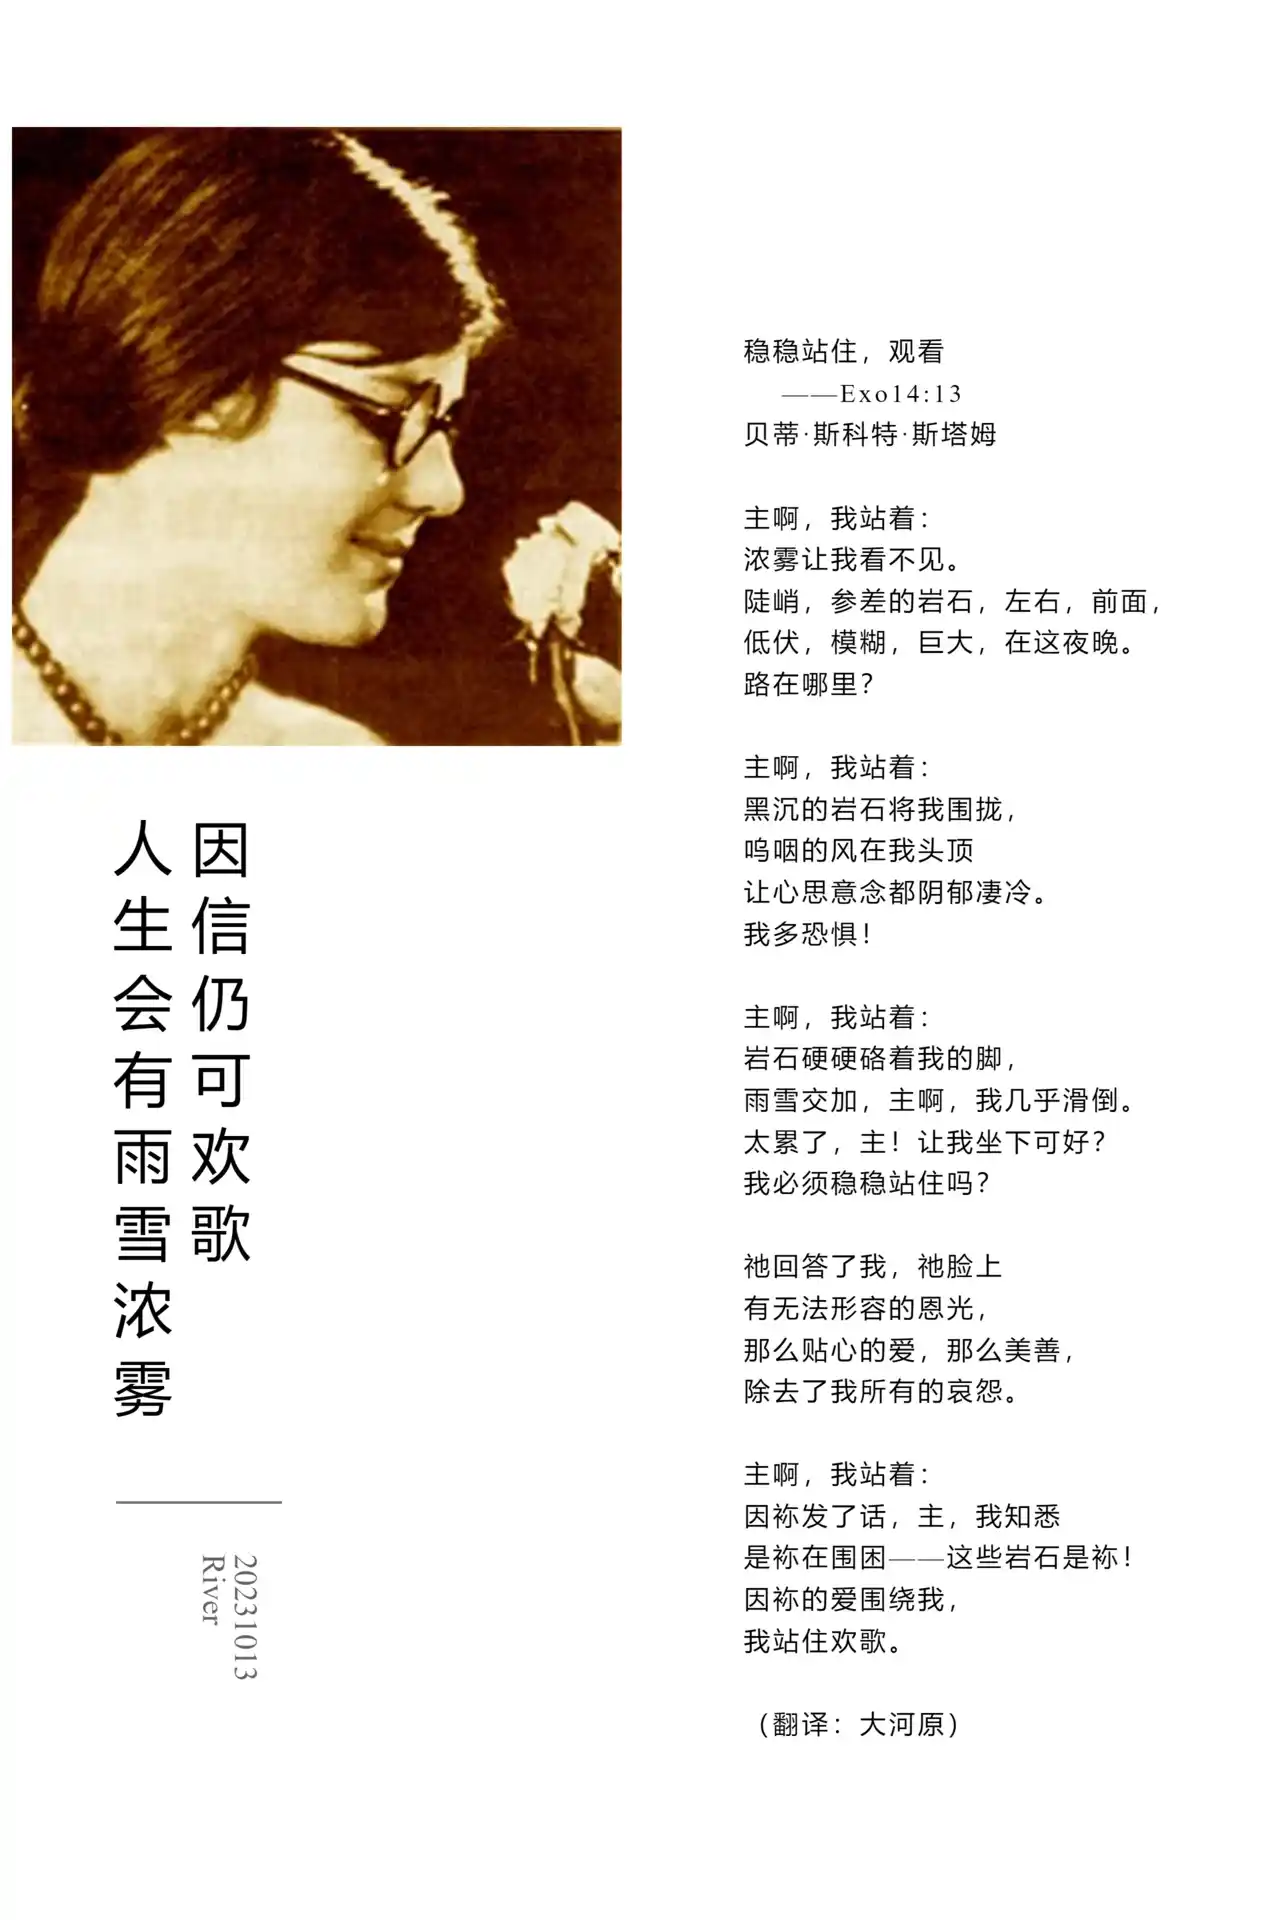 人生会有雨雪浓雾
因信仍可欢歌
20231013
River
稳稳站住，观看
——Exo14:13
贝蒂·斯科特·斯塔姆
主啊，我站着：
浓雾让我看不见。
陡峭，参差的岩石，左右，前面，
低伏，模糊，巨大，在这夜晚。
路在哪里？
主啊，我站着：
黑沉的岩石将我围拢，
呜咽的风在我头顶
让心思意念都阴郁凄冷。
我多恐惧！
主啊，我站着：
岩石硬硬硌着我的脚，
雨雪交加，主啊，我几乎滑倒。
太累了，主！让我坐下可好？
我必须稳稳站住吗？
祂回答了我，祂脸上
有无法形容的恩光，
那么贴心的爱，那么美善，
除去了我所有的哀怨。
主啊，我站着：
因袮发了话，主，我知悉
是袮在围困——这些岩石是袮！
因袮的爱围绕我，
我站住欢歌。
（翻译：大河原）